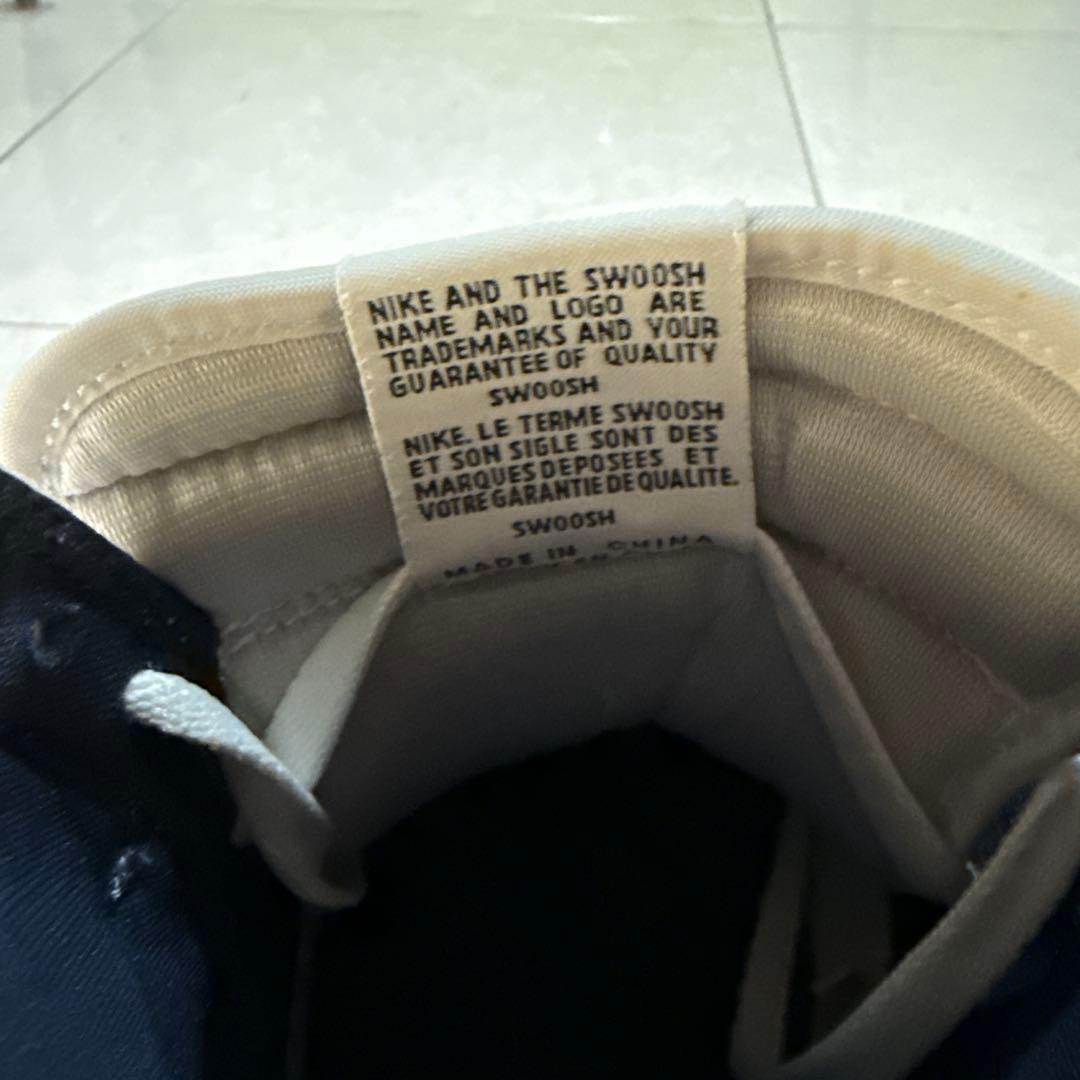 NIKE AND THE SWOOSH
NAME AND LOGO ARE
TRADEMARKS AND YOUR
GUARANTEE OF QUALITY
SWOOSH
NIKE. LE TERME SWOOSH
ET SON SIGLE SONT DES
MARQUES DEPOSEES ET
VOTRE GARANTIE DE QUALITE.
SWOOSH
MADE IN CHINA